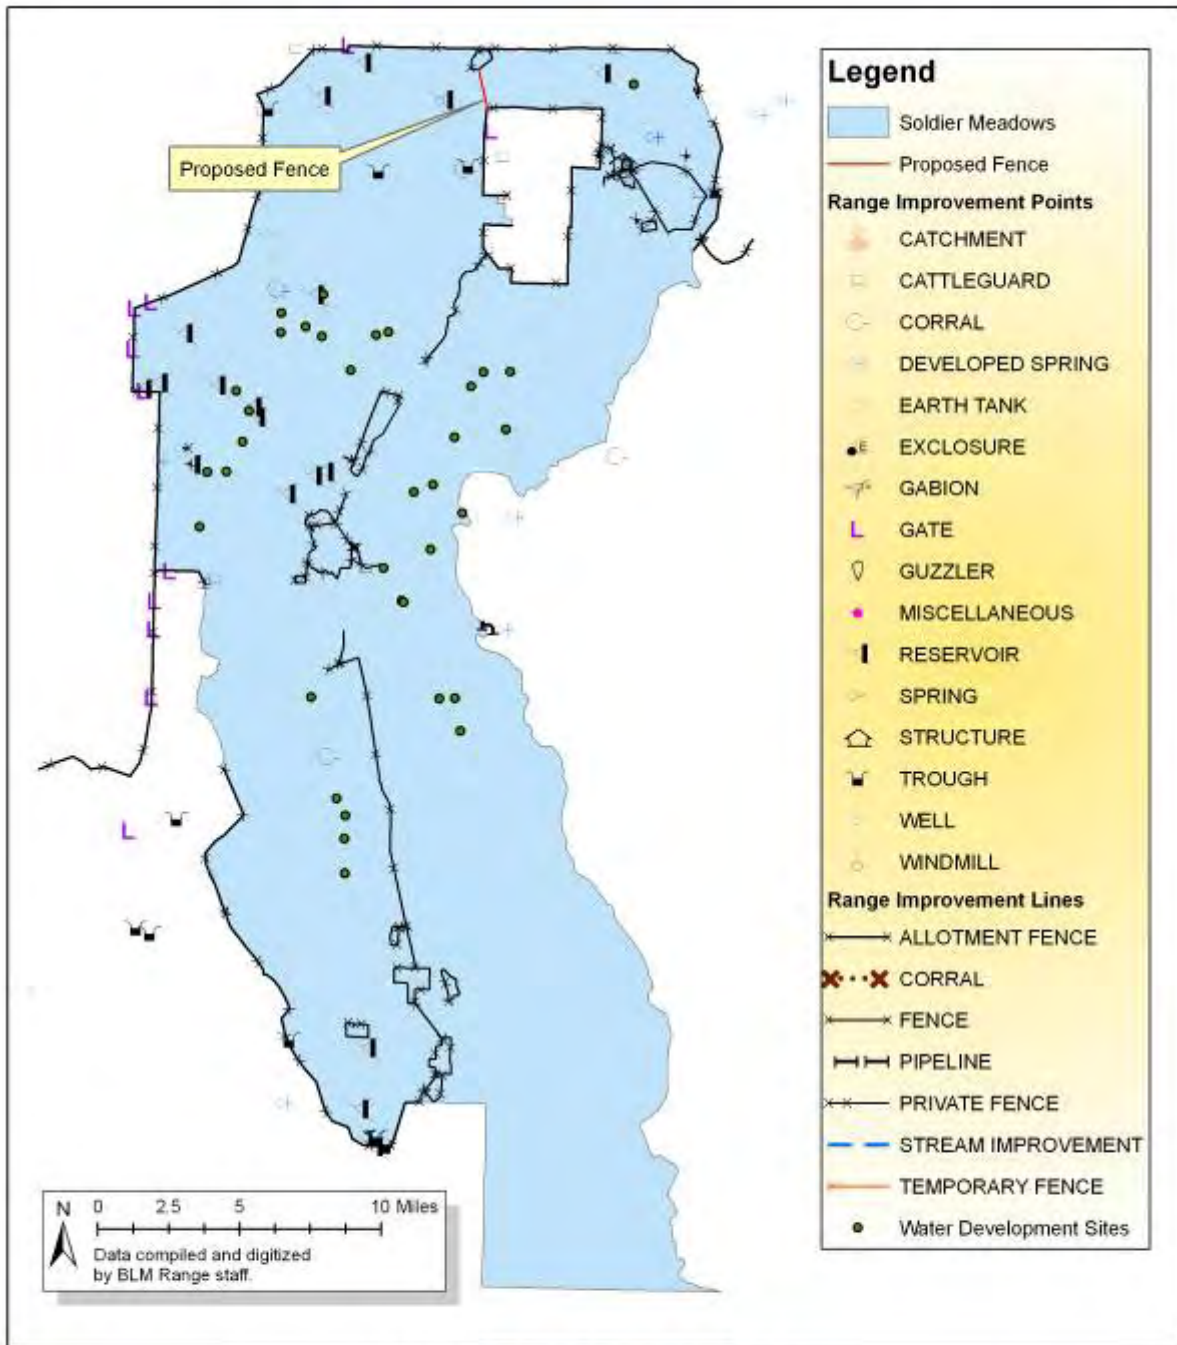 Proposed Fence
Legend
Soldier Meadows
Proposed Fence
Range Improvement Points
CATCHMENT
CATTLEGUARD
CORRAL
DEVELOPED SPRING
EARTH TANK
E
EXCLOSURE
GABION
GATE
GUZZLER
MISCELLANEOUS
RESERVOIR
SPRING
STRUCTURE
TROUGH
WELL
WINDMILL
Range Improvement Lines
ALLOTMENT FENCE
CORRAL
FENCE
PIPELINE
PRIVATE FENCE
STREAM IMPROVEMENT
TEMPORARY FENCE
Water Development Sites
N 0 2.5 5 10 Miles
Data compiled and digitized
by BLM Range staff.